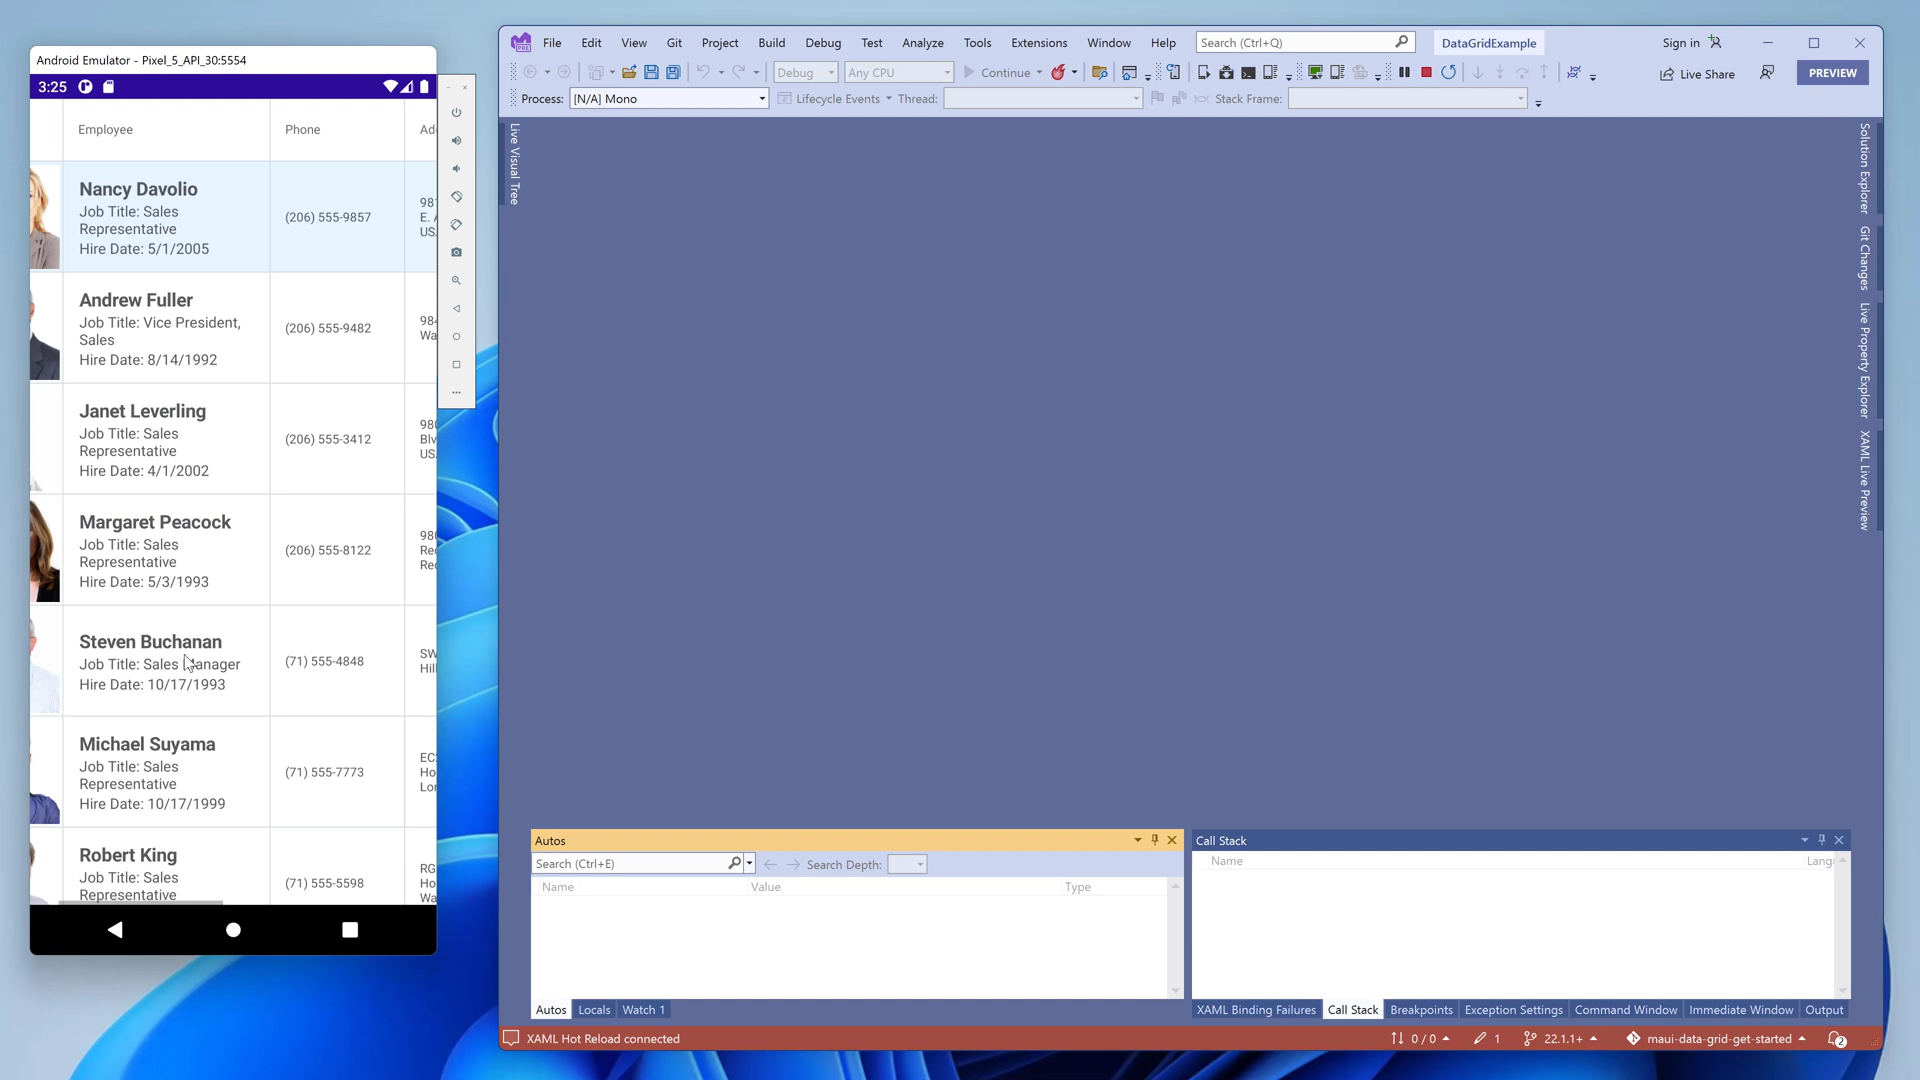 Android Emulator - Pixel_5_API_30:5554
3:25
Employee
Phone
Nancy Davolio
Job Title: Sales
Representative
Hire Date: 5/1/2005
(206) 555-9857
Andrew Fuller
Job Title: Vice President,
Sales
Hire Date: 8/14/1992
(206) 555-9482
Janet Leverling
Job Title: Sales
Representative
Hire Date: 4/1/2002
(206) 555-3412
Margaret Peacock
Job Title: Sales
Representative
Hire Date: 5/3/1993
(206) 555-8122
Steven Buchanan
Job Title: Sales Manager
Hire Date: 10/17/1993
(71) 555-4848
Michael Suyama
Job Title: Sales
Representative
Hire Date: 10/17/1999
(71) 555-7773
Robert King
Job Title: Sales
Representative
(71) 555-5598
File Edit View Git Project Build Debug Test Analyze Tools Extensions Window Help Search (Ctrl+Q) DataGridExample Sign in
Debug Any CPU Continue Live Share PREVIEW
Process: [N/A] Mono Lifecycle Events Thread: Stack Frame:
Live Visual Tree
Solution Explorer
Git Changes
Live Property Explorer
XAML Live Preview
Autos
Search (Ctrl+E) Search Depth:
Name Value Type
Autos Locals Watch 1
Call Stack
Name Lang
XAML Binding Failures Call Stack Breakpoints Exception Settings Command Window Immediate Window Output
XAML Hot Reload connected 0 / 0 1 22.1.1+ maui-data-grid-get-started 2